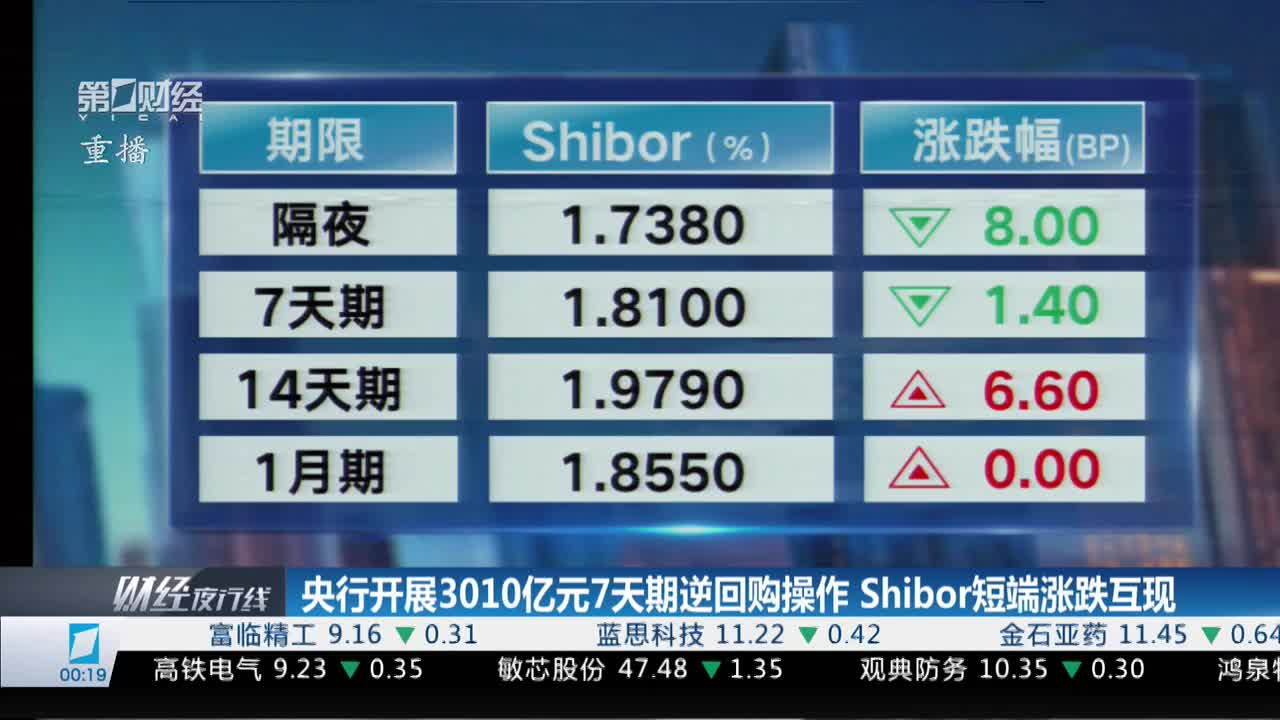 第一财经
YICAI
重播
期限 Shibor(%) 涨跌幅(BP)
隔夜 1.7380 8.00
7天期 1.8100 1.40
14天期 1.9790 6.60
1月期 1.8550 0.00
财经夜行线 央行开展3010亿元7天期逆回购操作 Shibor短端涨跌互现
富临精工 9.16 ▼ 0.31 蓝思科技 11.22 ▼ 0.42 金石亚药 11.45 ▼ 0.64
00:19 高铁电气 9.23 ▼ 0.35 敏芯股份 47.48 ▼ 1.35 观典防务 10.35 ▼ 0.30 鸿泉